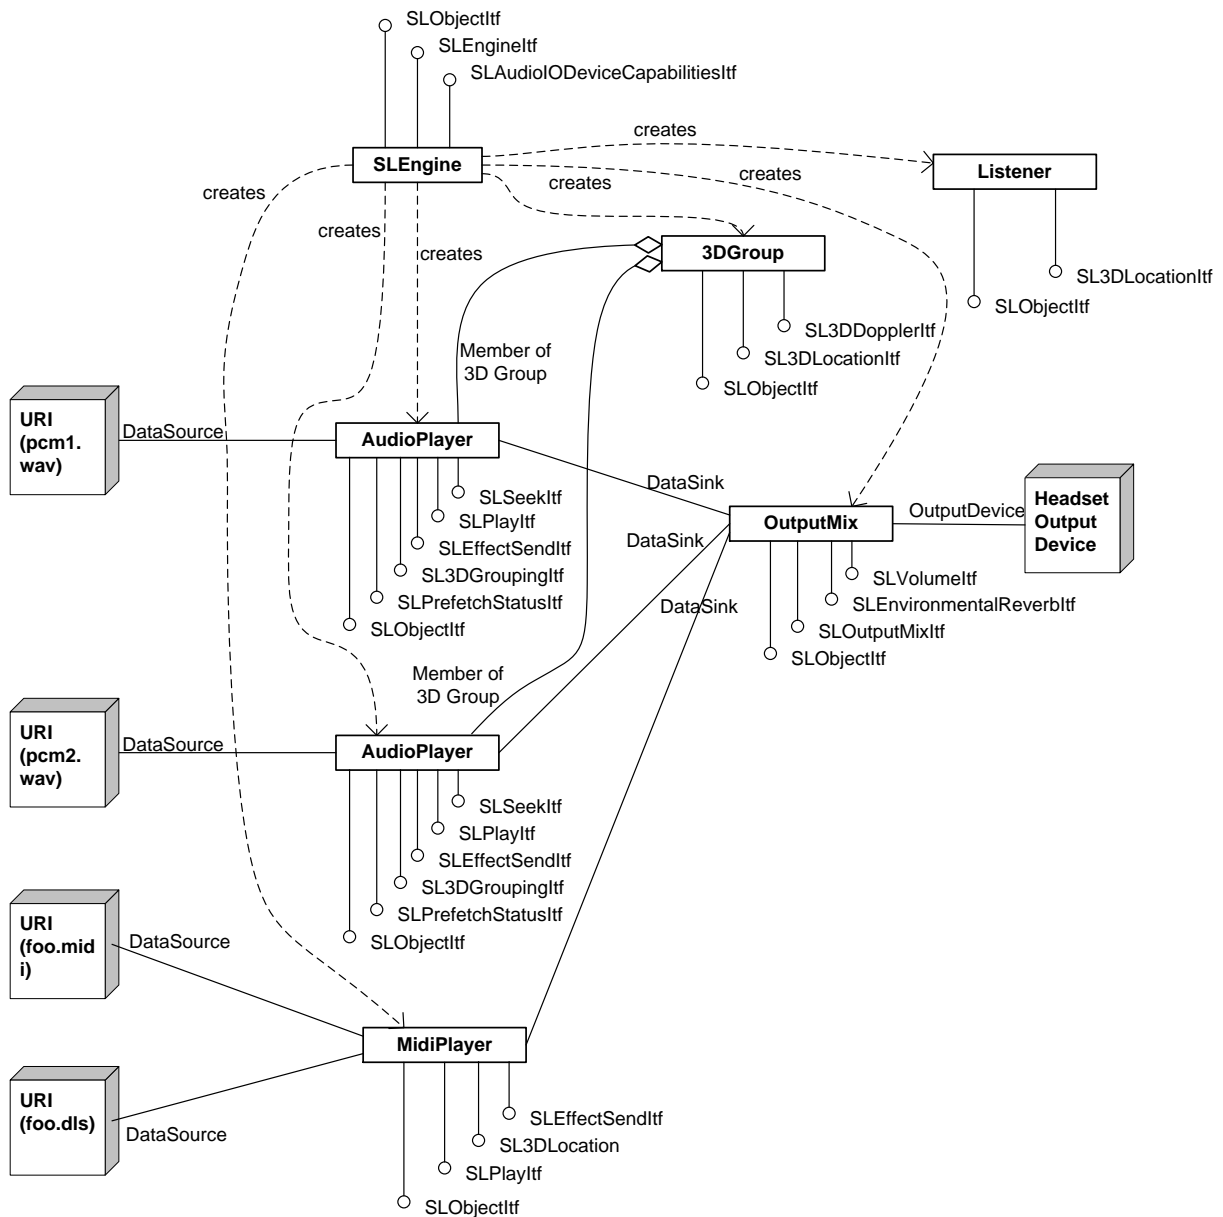 SLObjectItf
SLEngineItf
SLAudioIODeviceCapabilitiesItf
creates
SLEngine
Listener
creates
creates
creates
creates
creates
3DGroup
SL3DLocationItf
SLObjectItf
SL3DDopplerItf
SL3DLocationItf
SLObjectItf
Member of
3D Group
URI
(pcm1.
wav)
DataSource
AudioPlayer
SLSeekItf
SLPlayItf
SLEffectSendItf
SL3DGroupingItf
SLPrefetchStatusItf
SLObjectItf
DataSink
DataSink
DataSink
OutputMix
OutputDevice
Headset
Output
Device
SLVolumeItf
SLEnvironmentalReverbItf
SLOutputMixItf
SLObjectItf
Member of
3D Group
URI
(pcm2.
wav)
DataSource
AudioPlayer
SLSeekItf
SLPlayItf
SLEffectSendItf
SL3DGroupingItf
SLPrefetchStatusItf
SLObjectItf
URI
(foo.mid
i)
DataSource
MidiPlayer
URI
(foo.dls)
DataSource
SLEffectSendItf
SL3DLocation
SLPlayItf
SLObjectItf